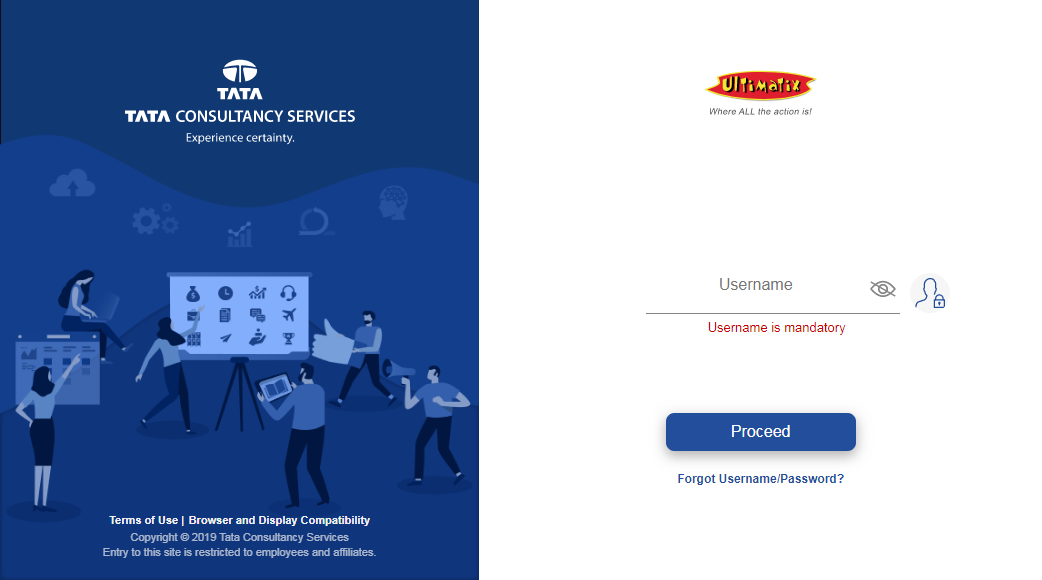 TATA
TATA CONSULTANCY SERVICES
Experience certainty.
Terms of Use | Browser and Display Compatibility
Copyright © 2019 Tata Consultancy Services
Entry to this site is restricted to employees and affiliates.
Ultimatix
Where ALL the action is!
Username
Username is mandatory
Proceed
Forgot Username/Password?